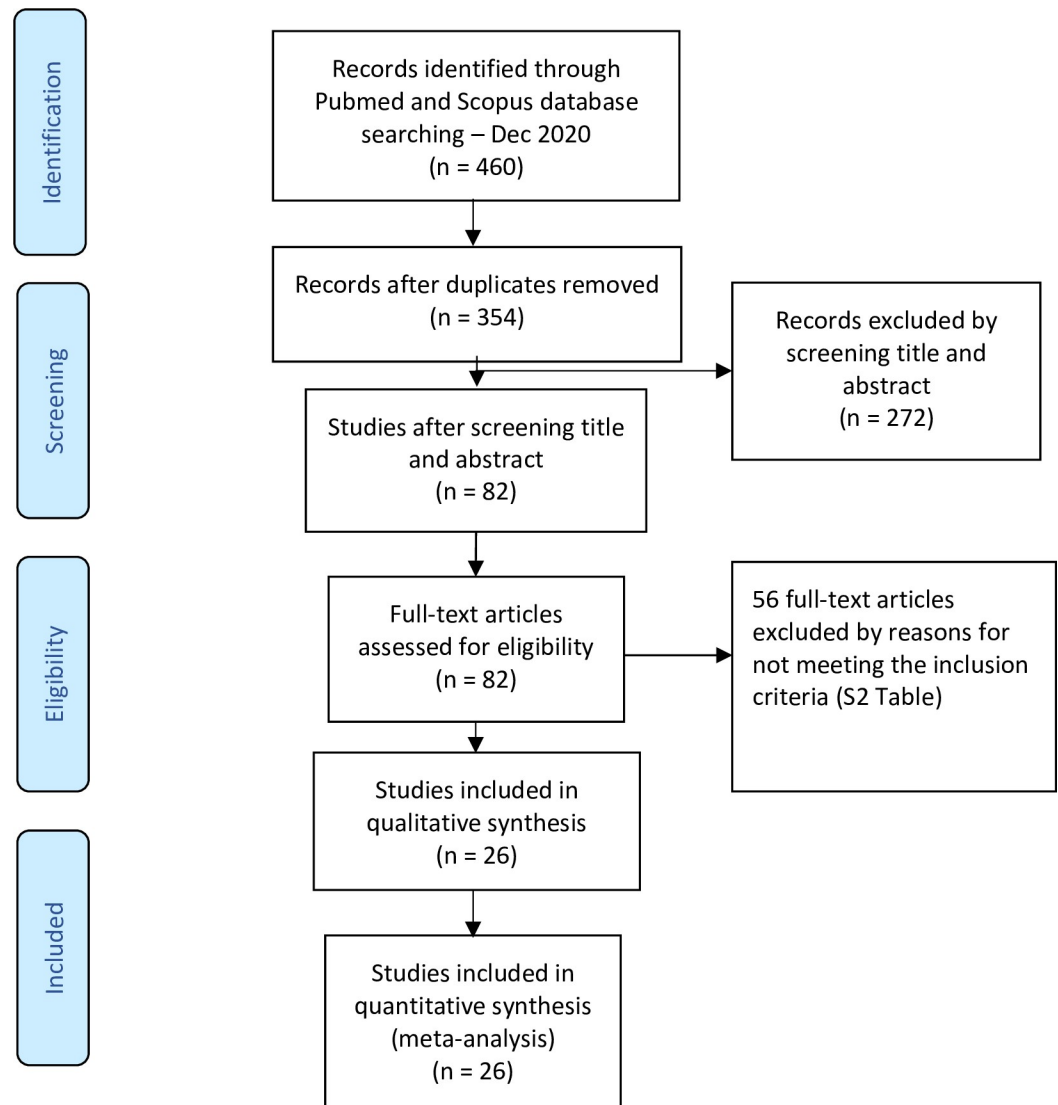 Identification
Records identified through
Pubmed and Scopus database
searching – Dec 2020
(n = 460)
Records after duplicates removed
(n = 354)
Screening
Records excluded by
screening title and
abstract
(n = 272)
Studies after screening title
and abstract
(n = 82)
Eligibility
Full-text articles
assessed for eligibility
(n = 82)
56 full-text articles
excluded by reasons for
not meeting the inclusion
criteria (S2 Table)
Studies included in
qualitative synthesis
(n = 26)
Included
Studies included in
quantitative synthesis
(meta-analysis)
(n = 26)